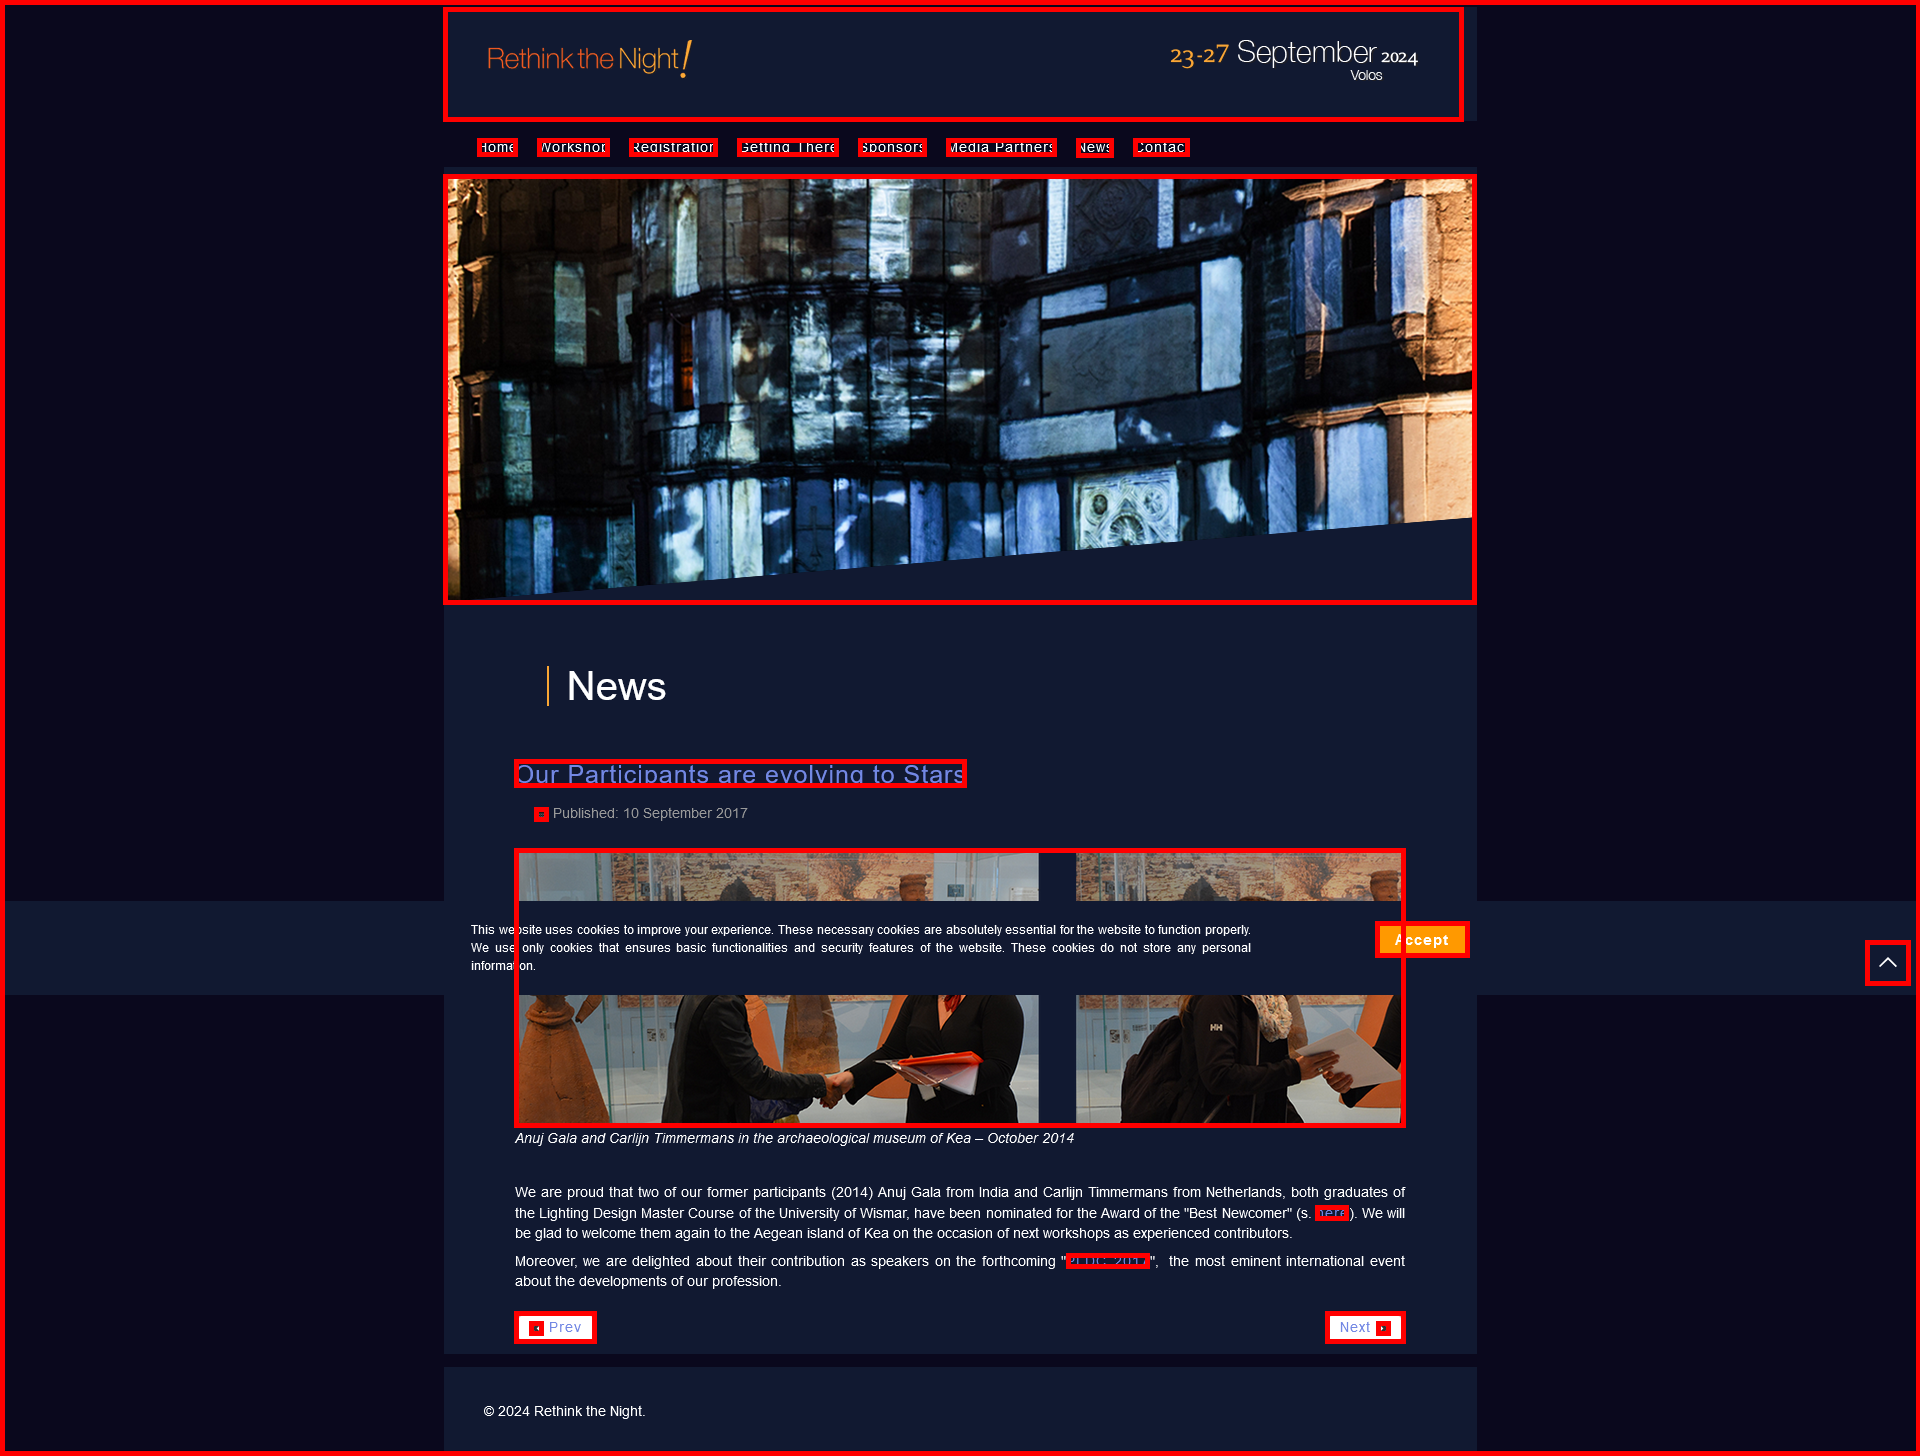 Rethink the Night!
23-27 September 2024
Volos
Home Workshop Registration Getting There Sponsors Media Partners News Contact
News
Our Participants are evolving to Stars
Published: 10 September 2017
This website uses cookies to improve your experience. These necessary cookies are absolutely essential for the website to function properly.
We use only cookies that ensures basic functionalities and security features of the website. These cookies do not store any personal
information.
Accept
HH
Anuj Gala and Carlijn Timmermans in the archaeological museum of Kea – October 2014
We are proud that two of our former participants (2014) Anuj Gala from India and Carlijn Timmermans from Netherlands, both graduates of
the Lighting Design Master Course of the University of Wismar, have been nominated for the Award of the "Best Newcomer" (s. here). We will
be glad to welcome them again to the Aegean island of Kea on the occasion of next workshops as experienced contributors.
Moreover, we are delighted about their contribution as speakers on the forthcoming "PLDC 2017", the most eminent international event
about the developments of our profession.
Prev
Next
© 2024 Rethink the Night.